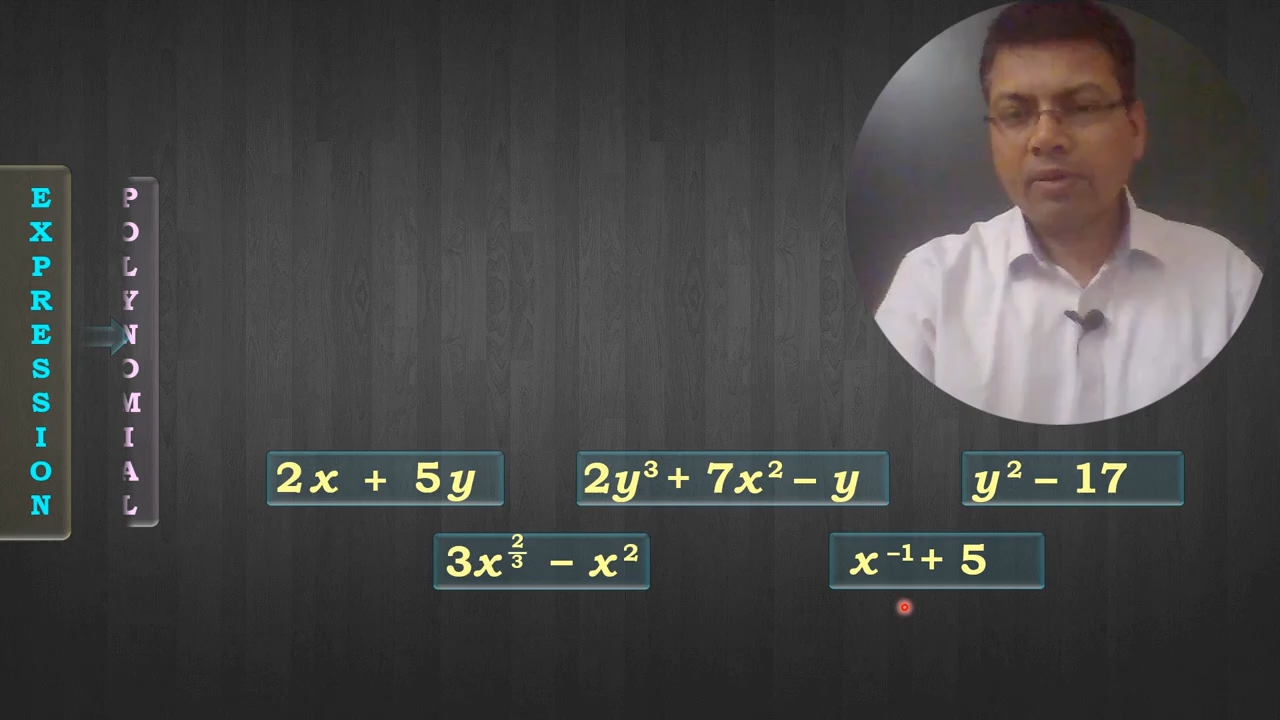 EXPRESSION
POLYNOMIAL
2x + 5y
2y³ + 7x² − y
y² − 17
3x^(2/3) − x²
x⁻¹ + 5